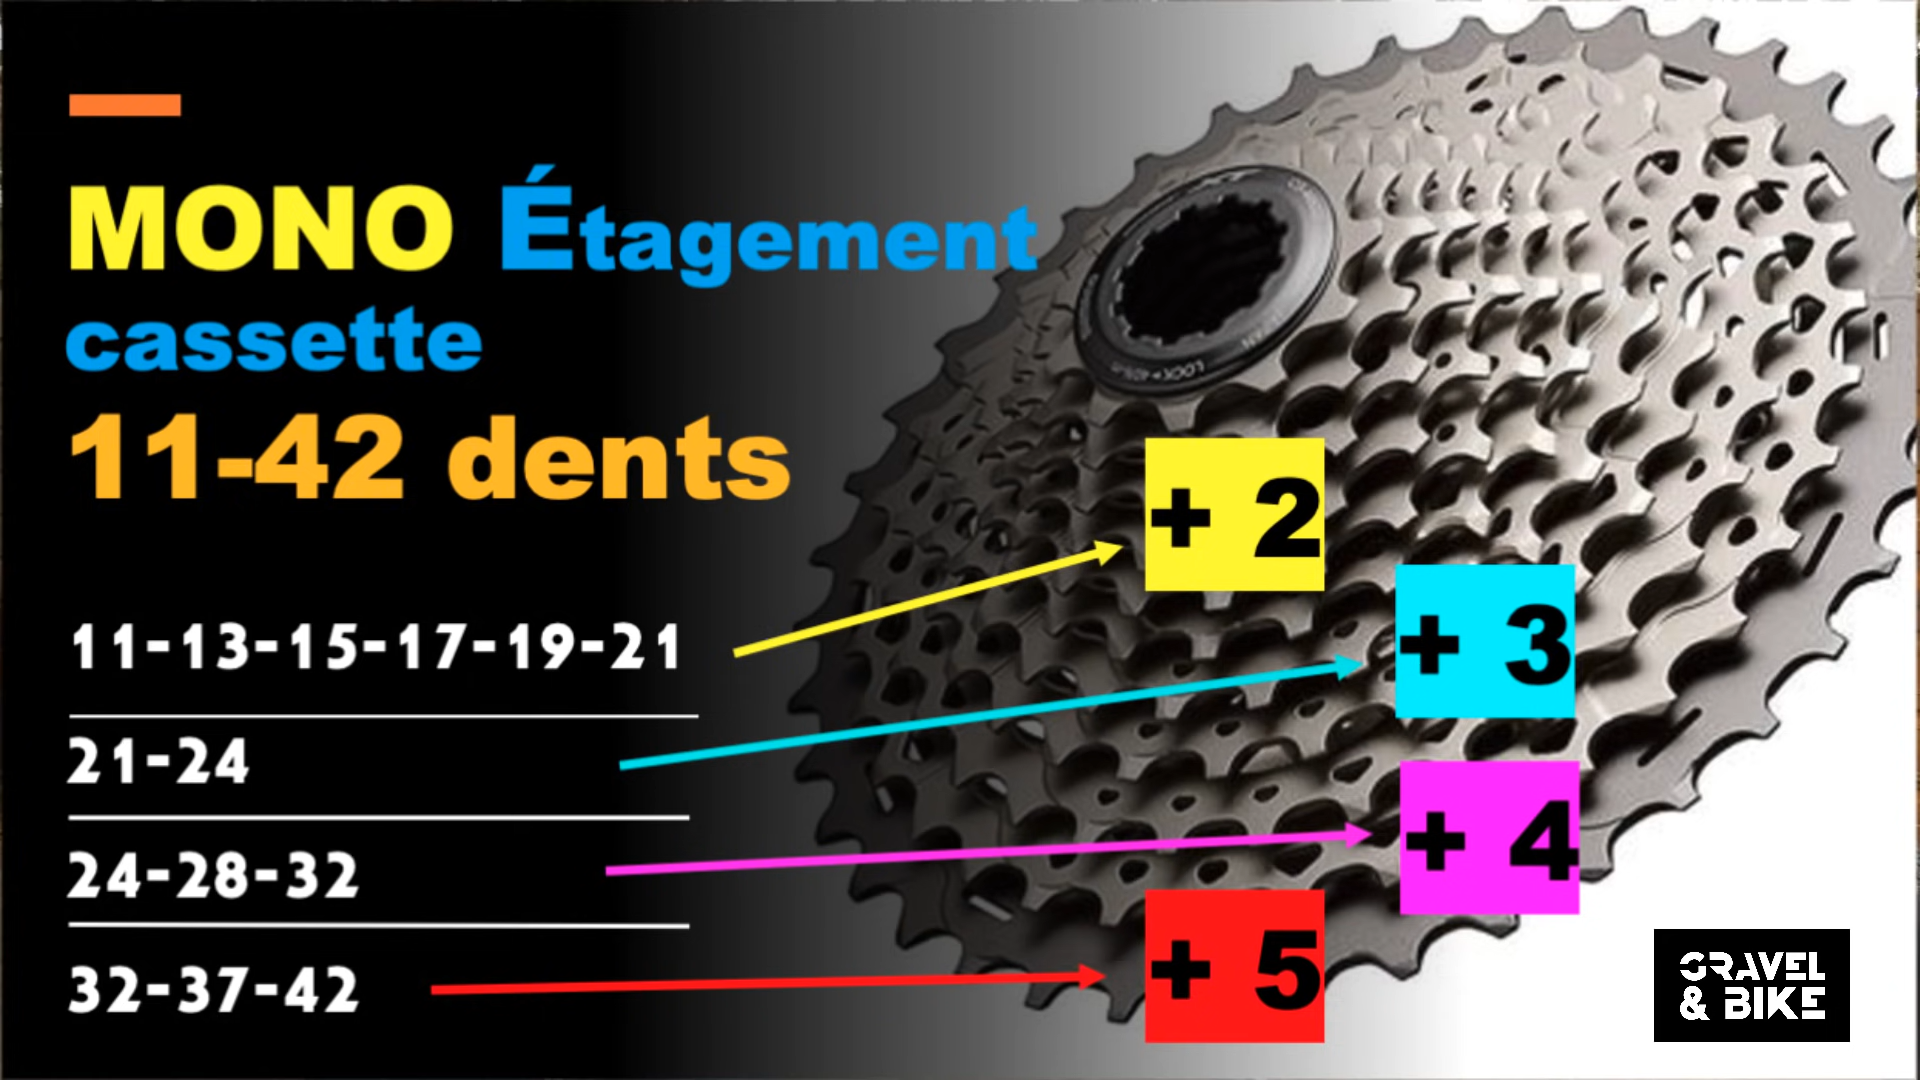 MONO Étagement
cassette
11-42 dents
+ 2
11-13-15-17-19-21
+ 3
21-24
+ 4
24-28-32
+ 5
32-37-42
GRAVEL
& BIKE